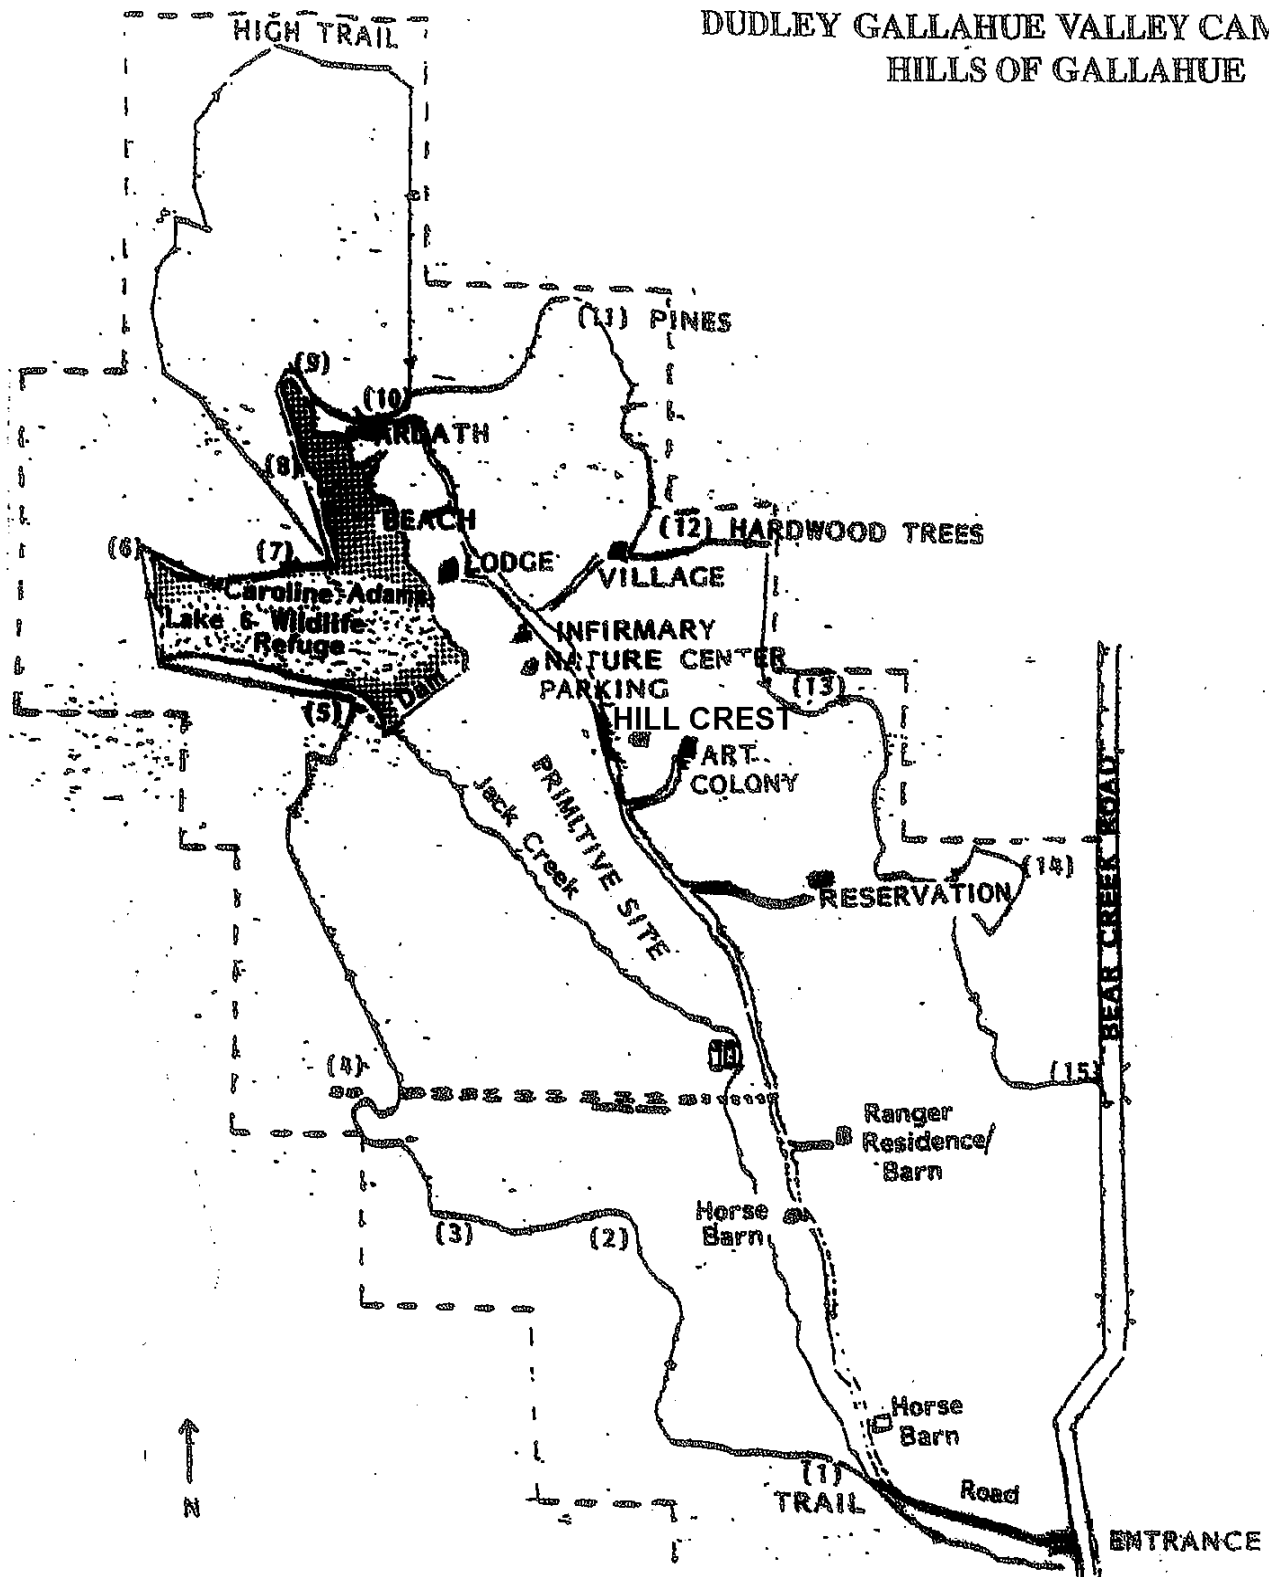 DUDLEY GALLAHUE VALLEY CAM
HILLS OF GALLAHUE
HIGH TRAIL
(11) PINES
(9)
(10)
ARDATH
(8)
BEACH
(12) HARDWOOD TREES
(6)
(7)
LODGE
VILLAGE
Caroline Adams
Lake & Wildlife
Refuge
INFIRMARY
NATURE CENTER
PARKING
(13)
Dam
(5)
HILL CREST
ART
COLONY
PRIMITIVE SITE
Jack Creek
BEAR CREEK ROAD
(14)
RESERVATION
(4)
(15)
Ranger
Residence/
Barn
Horse
Barn
(3)
(2)
Horse
Barn
(1)
TRAIL
Road
N
ENTRANCE